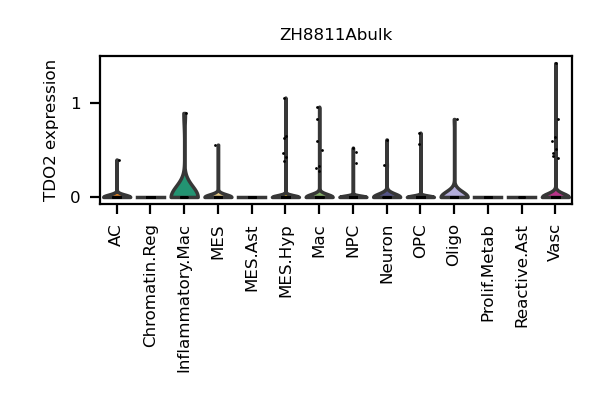 ZH8811Abulk
TDO2 expression
1
0
AC
Chromatin.Reg
Inflammatory.Mac
MES
MES.Ast
MES.Hyp
Mac
NPC
Neuron
OPC
Oligo
Prolif.Metab
Reactive.Ast
Vasc